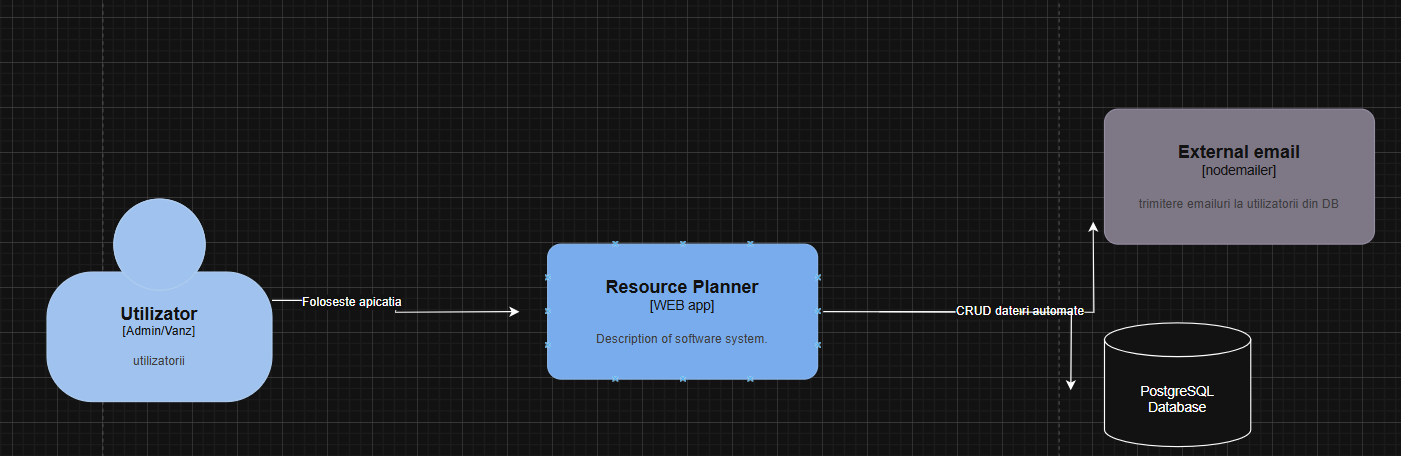 Utilizator
[Admin/Vanz]
utilizatorii
Foloseste apicatia
Resource Planner
[WEB app]
Description of software system.
CRUD date
automate
External email
[nodemailer]
trimitere emailuri la utilizatorii din DB
PostgreSQL
Database